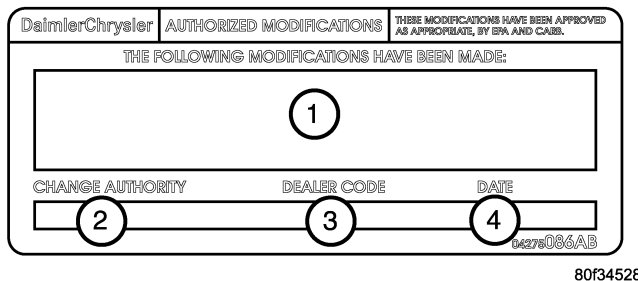 DaimlerChrysler AUTHORIZED MODIFICATIONS THESE MODIFICATIONS HAVE BEEN APPROVED
AS APPROPRIATE, BY EPA AND CARB.
THE FOLLOWING MODIFICATIONS HAVE BEEN MADE:
1
CHANGE AUTHORITY DEALER CODE DATE
2 3 4
04275086AB
80f34528